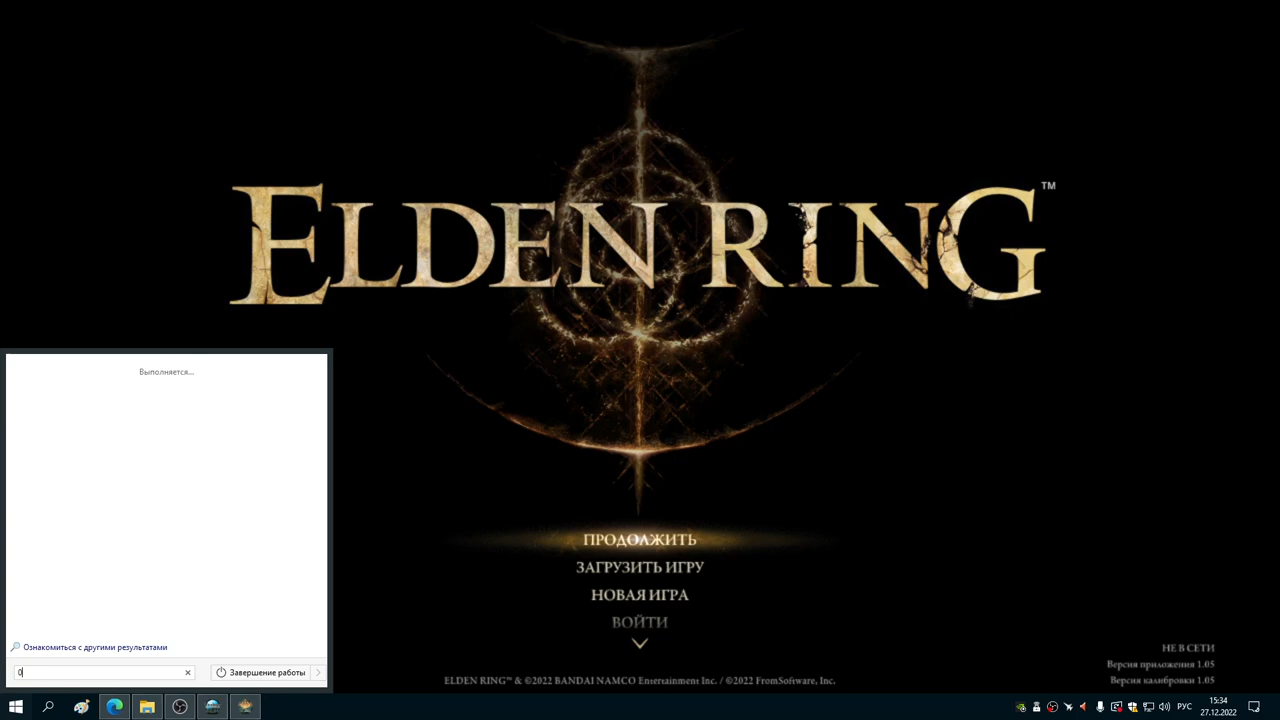 ELDEN RING™
Выполняется...
Ознакомиться с другими результатами
0
Завершение работы
ПРОДОЛЖИТЬ
ЗАГРУЗИТЬ ИГРУ
НОВАЯ ИГРА
ВОЙТИ
НЕ В СЕТИ
Версия приложения 1.05
Версия калибровки 1.05
ELDEN RING™ & ©2022 BANDAI NAMCO Entertainment Inc. / ©2022 FromSoftware, Inc.
РУС
15:34
27.12.2022